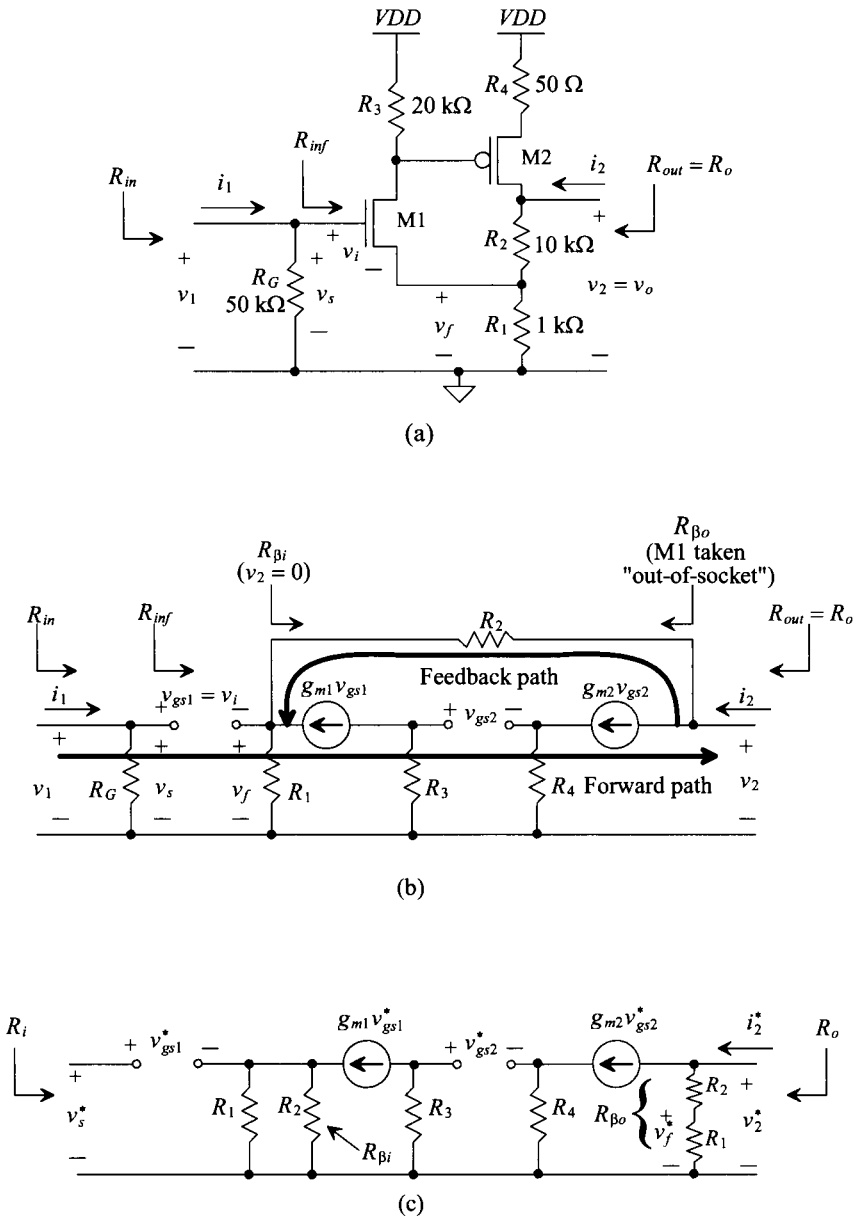 VDD VDD
R3 20 kΩ
R4 50 Ω
Rinf
M2
Rin
i1
i2
Rout = Ro
M1
+
+
+
vi
−
R2
10 kΩ
+
+
v1
RG
50 kΩ
vs
+
vf
R1
1 kΩ
v2 = vo
−
−
−
−
(a)
Rβi
(v2 = 0)
Rβo
(M1 taken
"out-of-socket")
Rin
Rinf
R2
Rout = Ro
Feedback path
i1
vgs1 = vi
gm1vgs1
vgs2
gm2vgs2
i2
+ − + −
+ + + +
v1 RG vs vf R1 R3 R4 Forward path v2
− − − −
(b)
Ri
v*gs1
gm1v*gs1
v*gs2
gm2v*gs2
i*2
Ro
+ − + −
+ +
v*s
R1 R2 R3 R4
Rβo
+
v*f
−
R2
R1
v*2
Rβi
− −
(c)